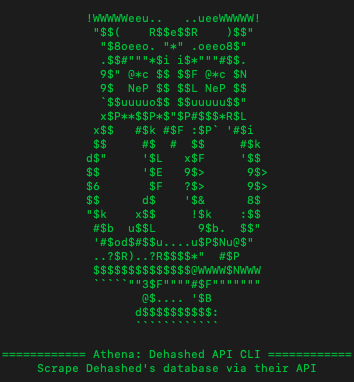 !WWWWWeeu..   ..ueeWWWWW!
"$$(    R$$e$$R    )$$"
"$8oeeo. "*" .oeeo8$"
.$$#"""*$i i$*"""#$$.
9$" @*c $$ $$F @*c $N
9$  NeP $$ $$L NeP $$
`$$uuuuo$$ $$uuuuu$$"
x$P**$$P*$"$P#$$$*R$L
x$$   #$k #$F :$P` '#$i
$$     #$  #  $$     #$k
d$"     '$L   x$F     '$$
$$      '$E   9$>      9$>
$6       $F   ?$>      9$>
$$      d$    '$&      8$
"$k    x$$     !$k    :$$
#$b  u$$L      9$b.  $$"
'#$od$#$$u....u$P$Nu@$"
..?$R)..?R$$$$*"  #$P
$$$$$$$$$$$$$$@WWWW$NWWW
`````""3$F""""#$F"""""""
@$.... '$B
d$$$$$$$$$$:
````````````
============ Athena: Dehashed API CLI ============
Scrape Dehashed's database via their API